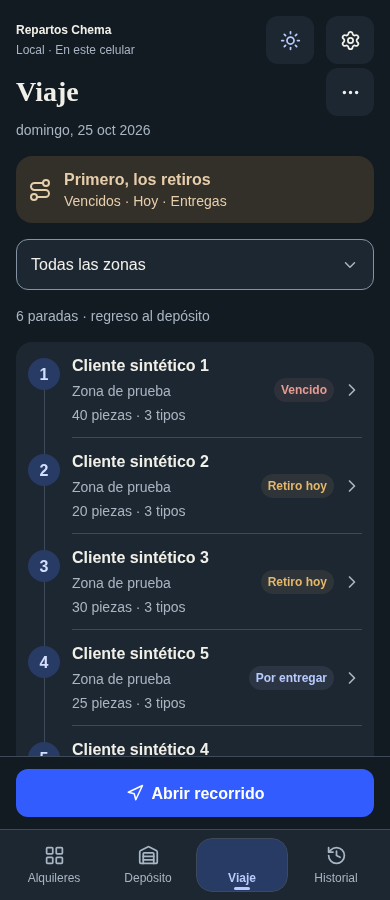 Repartos Chema
Local · En este celular
Viaje
domingo, 25 oct 2026
Primero, los retiros
Vencidos · Hoy · Entregas
Todas las zonas
6 paradas · regreso al depósito
1
Cliente sintético 1
Zona de prueba
Vencido
40 piezas · 3 tipos
2
Cliente sintético 2
Zona de prueba
Retiro hoy
20 piezas · 3 tipos
3
Cliente sintético 3
Zona de prueba
Retiro hoy
30 piezas · 3 tipos
4
Cliente sintético 5
Zona de prueba
Por entregar
25 piezas · 3 tipos
5
Cliente sintético 4
Abrir recorrido
Alquileres
Depósito
Viaje
Historial